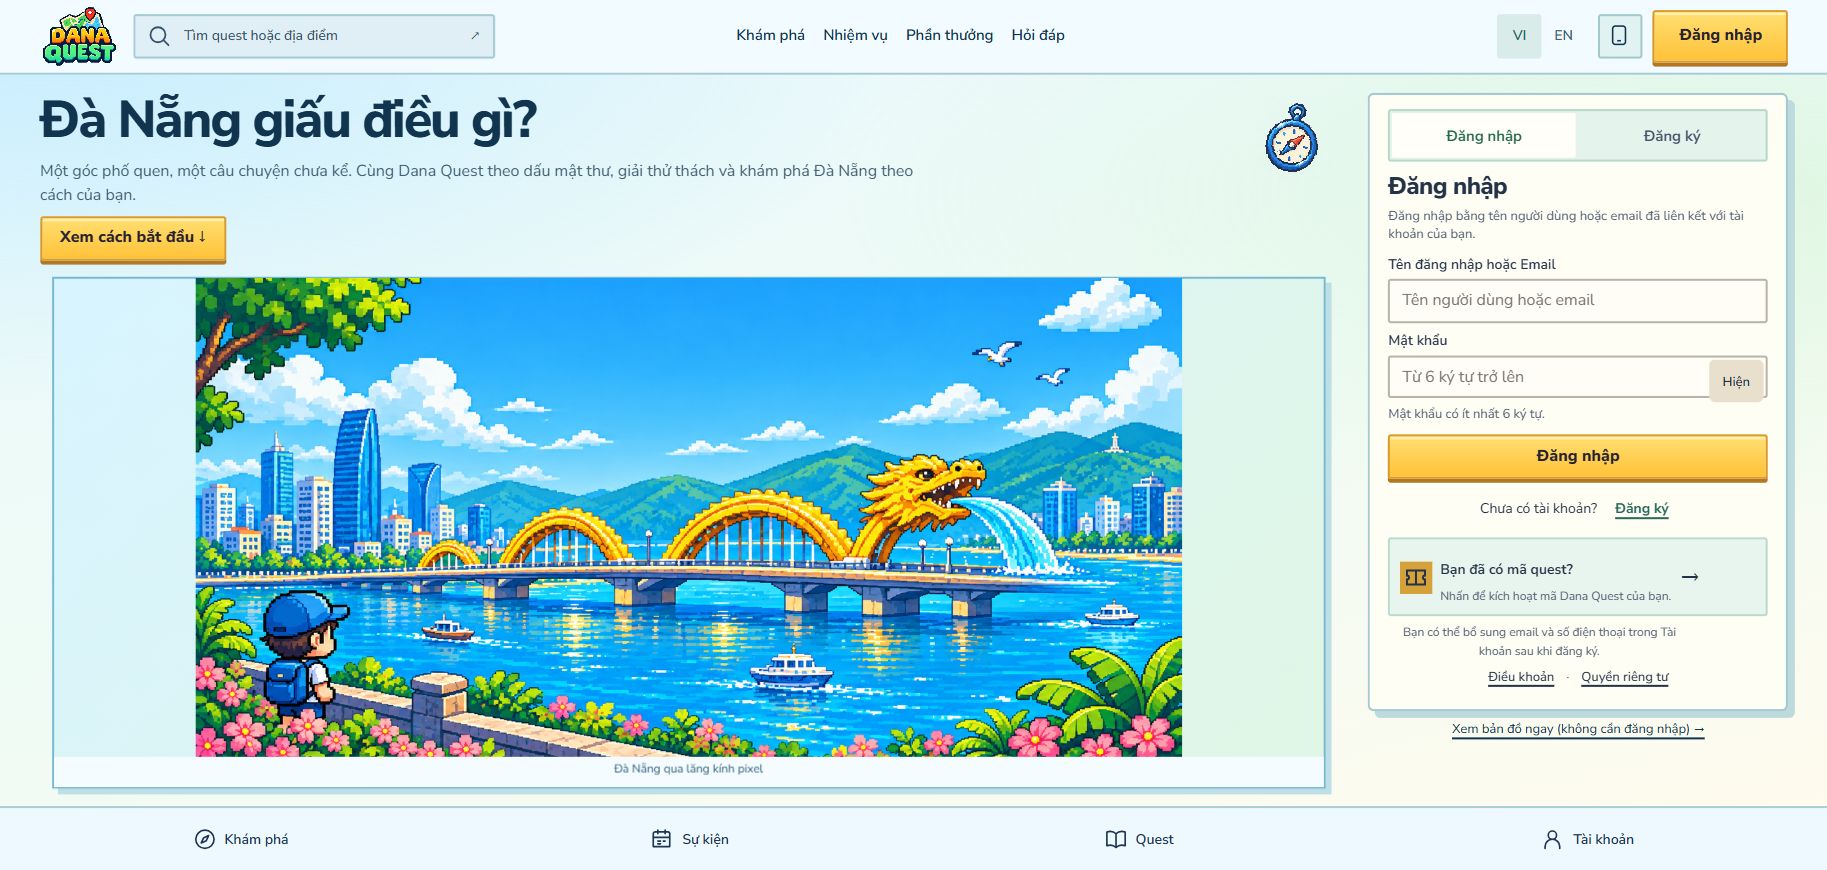 DANA
QUEST
Tìm quest hoặc địa điểm ↗
Khám phá Nhiệm vụ Phần thưởng Hỏi đáp
VI EN
Đăng nhập
Đà Nẵng giấu điều gì?
Một góc phố quen, một câu chuyện chưa kể. Cùng Dana Quest theo dấu mật thư, giải thử thách và khám phá Đà Nẵng theo
cách của bạn.
Xem cách bắt đầu ↓
Đà Nẵng qua lăng kính pixel
Đăng nhập Đăng ký
Đăng nhập
Đăng nhập bằng tên người dùng hoặc email đã liên kết với tài
khoản của bạn.
Tên đăng nhập hoặc Email
Tên người dùng hoặc email
Mật khẩu
Từ 6 ký tự trở lên Hiện
Mật khẩu có ít nhất 6 ký tự.
Đăng nhập
Chưa có tài khoản? Đăng ký
Bạn đã có mã quest?
Nhấn để kích hoạt mã Dana Quest của bạn.
→
Bạn có thể bổ sung email và số điện thoại trong Tài
khoản sau khi đăng ký.
Điều khoản · Quyền riêng tư
Xem bản đồ ngay (không cần đăng nhập) →
Khám phá Sự kiện Quest Tài khoản